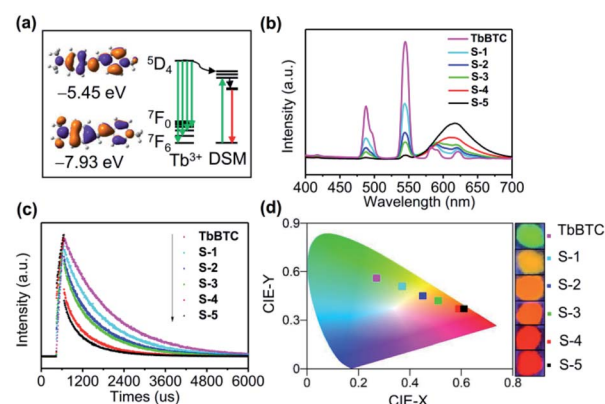 (a)
−5.45 eV
−7.93 eV
⁵D₄
⁷F₀
⁷F₆
Tb³⁺ DSM
(b)
Intensity (a.u.)
TbBTC
S-1
S-2
S-3
S-4
S-5
400 450 500 550 600 650 700
Wavelength (nm)
(c)
Intensity (a.u.)
TbBTC
S-1
S-2
S-3
S-4
S-5
0 1200 2400 3600 4800 6000
Times (us)
(d)
CIE-Y
0.9
0.6
0.3
0.0 0.2 0.4 0.6 0.8
CIE-X
TbBTC
S-1
S-2
S-3
S-4
S-5